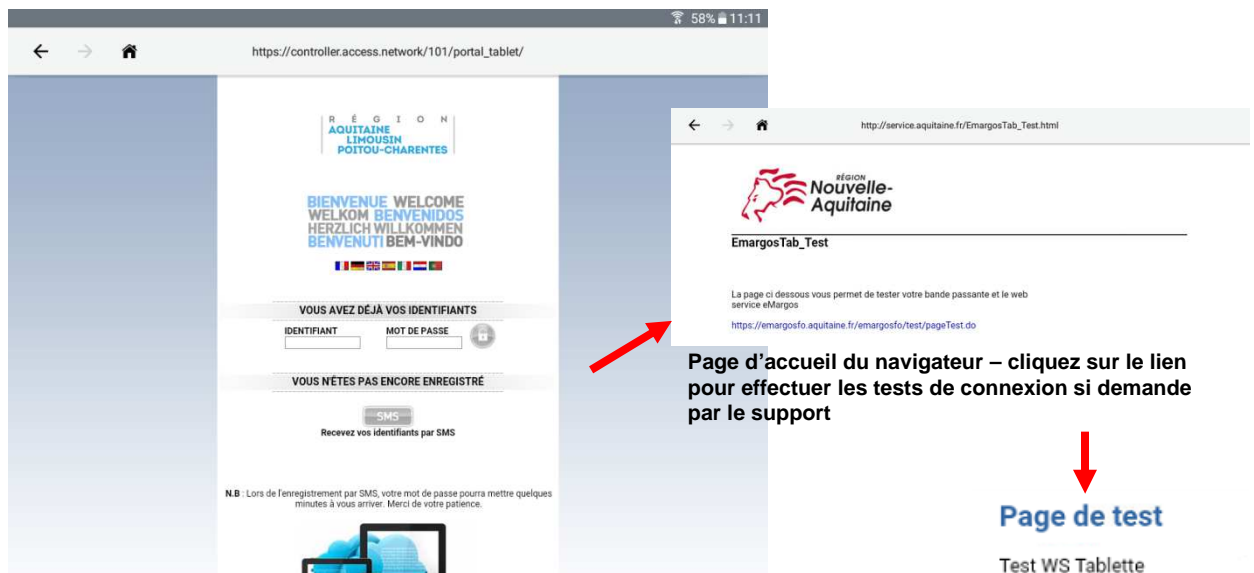 58% 11:11
https://controller.access.network/101/portal_tablet/
RÉGION
AQUITAINE
LIMOUSIN
POITOU-CHARENTES
BIENVENUE WELCOME
WELKOM BENVENIDOS
HERZLICH WILLKOMMEN
BENVENUTI BEM-VINDO
VOUS AVEZ DÉJÀ VOS IDENTIFIANTS
IDENTIFIANT MOT DE PASSE
VOUS N'ÉTES PAS ENCORE ENREGISTRÉ
SMS
Recevez vos identifiants par SMS
N.B : Lors de l'enregistrement par SMS, votre mot de passe pourra mettre quelques
minutes à vous arriver. Merci de votre patience.
http://service.aquitaine.fr/EmargosTab_Test.html
RÉGION
Nouvelle-
Aquitaine
EmargosTab_Test
La page ci dessous vous permet de tester votre bande passante et le web
service eMargos
https://emargosfo.aquitaine.fr/emargosfo/test/pageTest.do
Page d'accueil du navigateur – cliquez sur le lien
pour effectuer les tests de connexion si demande
par le support
Page de test
Test WS Tablette